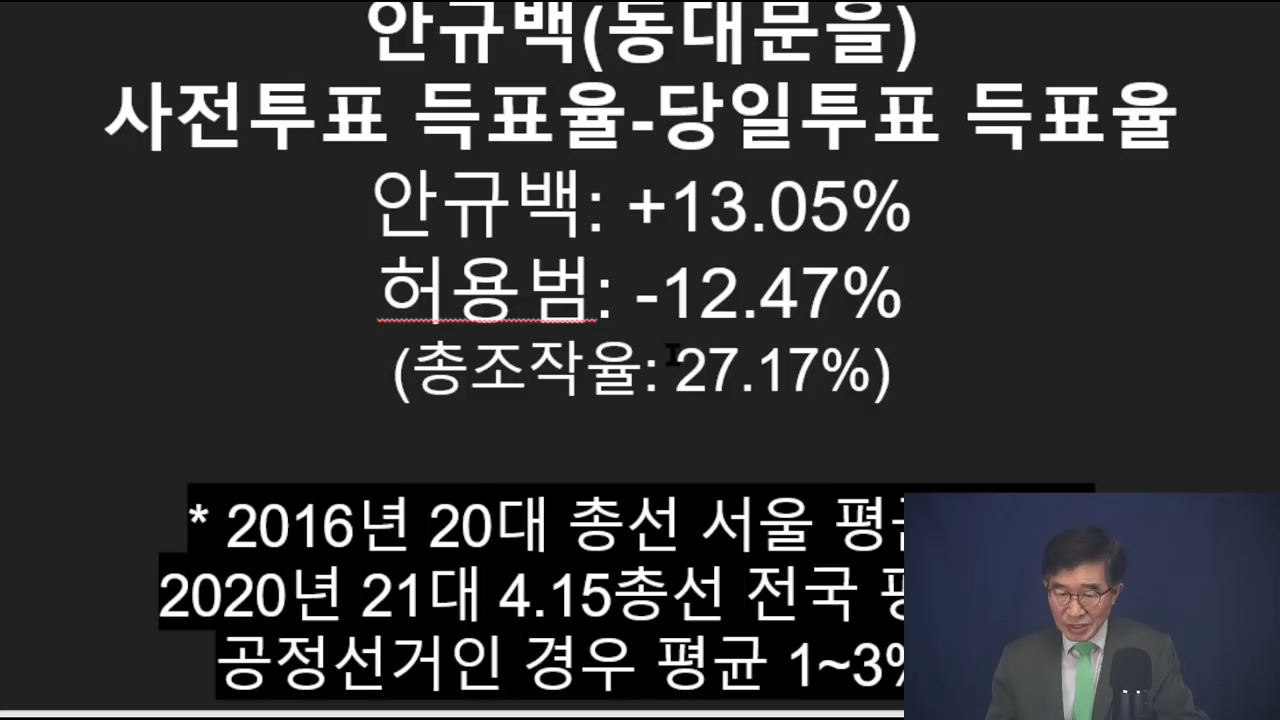 안규백(동대문을)
사전투표 득표율-당일투표 득표율
안규백: +13.05%
허용범: -12.47%
(총조작율: 27.17%)
* 2016년 20대 총선 서울
2020년 21대 4.15총선 전국
공정선거인 경우 평균 1~3%